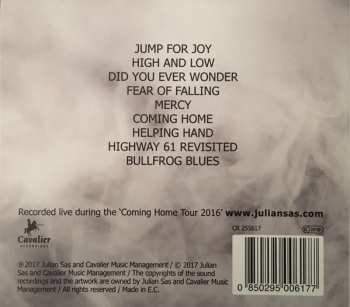 JUMP FOR JOY
HIGH AND LOW
DID YOU EVER WONDER
FEAR OF FALLING
MERCY
COMING HOME
HELPING HAND
HIGHWAY 61 REVISITED
BULLFROG BLUES
Recorded live during the 'Coming Home Tour 2016' www.juliansas.com
Cavalier
RECORDINGS
CR 255617
℗ 2017 Julian Sas and Cavalier Music Management / © 2017 Julian
Sas and Cavalier Music Management / The copyrights of the sound
recordings and the artwork are owned by Julian Sas and Cavalier Music
Management / All rights reserved / Made in E.C.
0 850295 006177